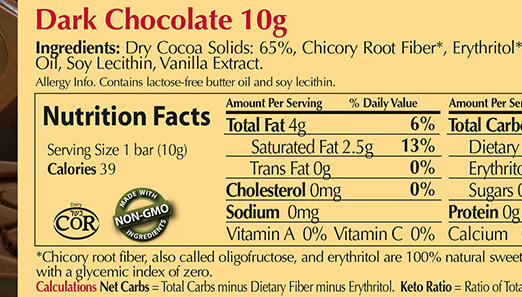 Dark Chocolate 10g
Ingredients: Dry Cocoa Solids: 65%, Chicory Root Fiber*, Erythritol*
Oil, Soy Lecithin, Vanilla Extract.
Allergy Info. Contains lactose-free butter oil and soy lecithin.
Nutrition Facts
Serving Size 1 bar (10g)
Calories 39
Dairy
כשר
COR
MADE WITH
NON-GMO
INGREDIENTS
Amount Per Serving % Daily Value
Total Fat 4g 6%
Saturated Fat 2.5g 13%
Trans Fat 0g 0%
Cholesterol 0mg 0%
Sodium 0mg
Vitamin A 0% Vitamin C 0%
Amount Per Ser
Total Carbo
Dietary
Erythrito
Sugars 0
Protein 0g
Calcium
*Chicory root fiber, also called oligofructose, and erythritol are 100% natural sweet
with a glycemic index of zero.
Calculations Net Carbs = Total Carbs minus Dietary Fiber minus Erythritol. Keto Ratio = Ratio of Tota